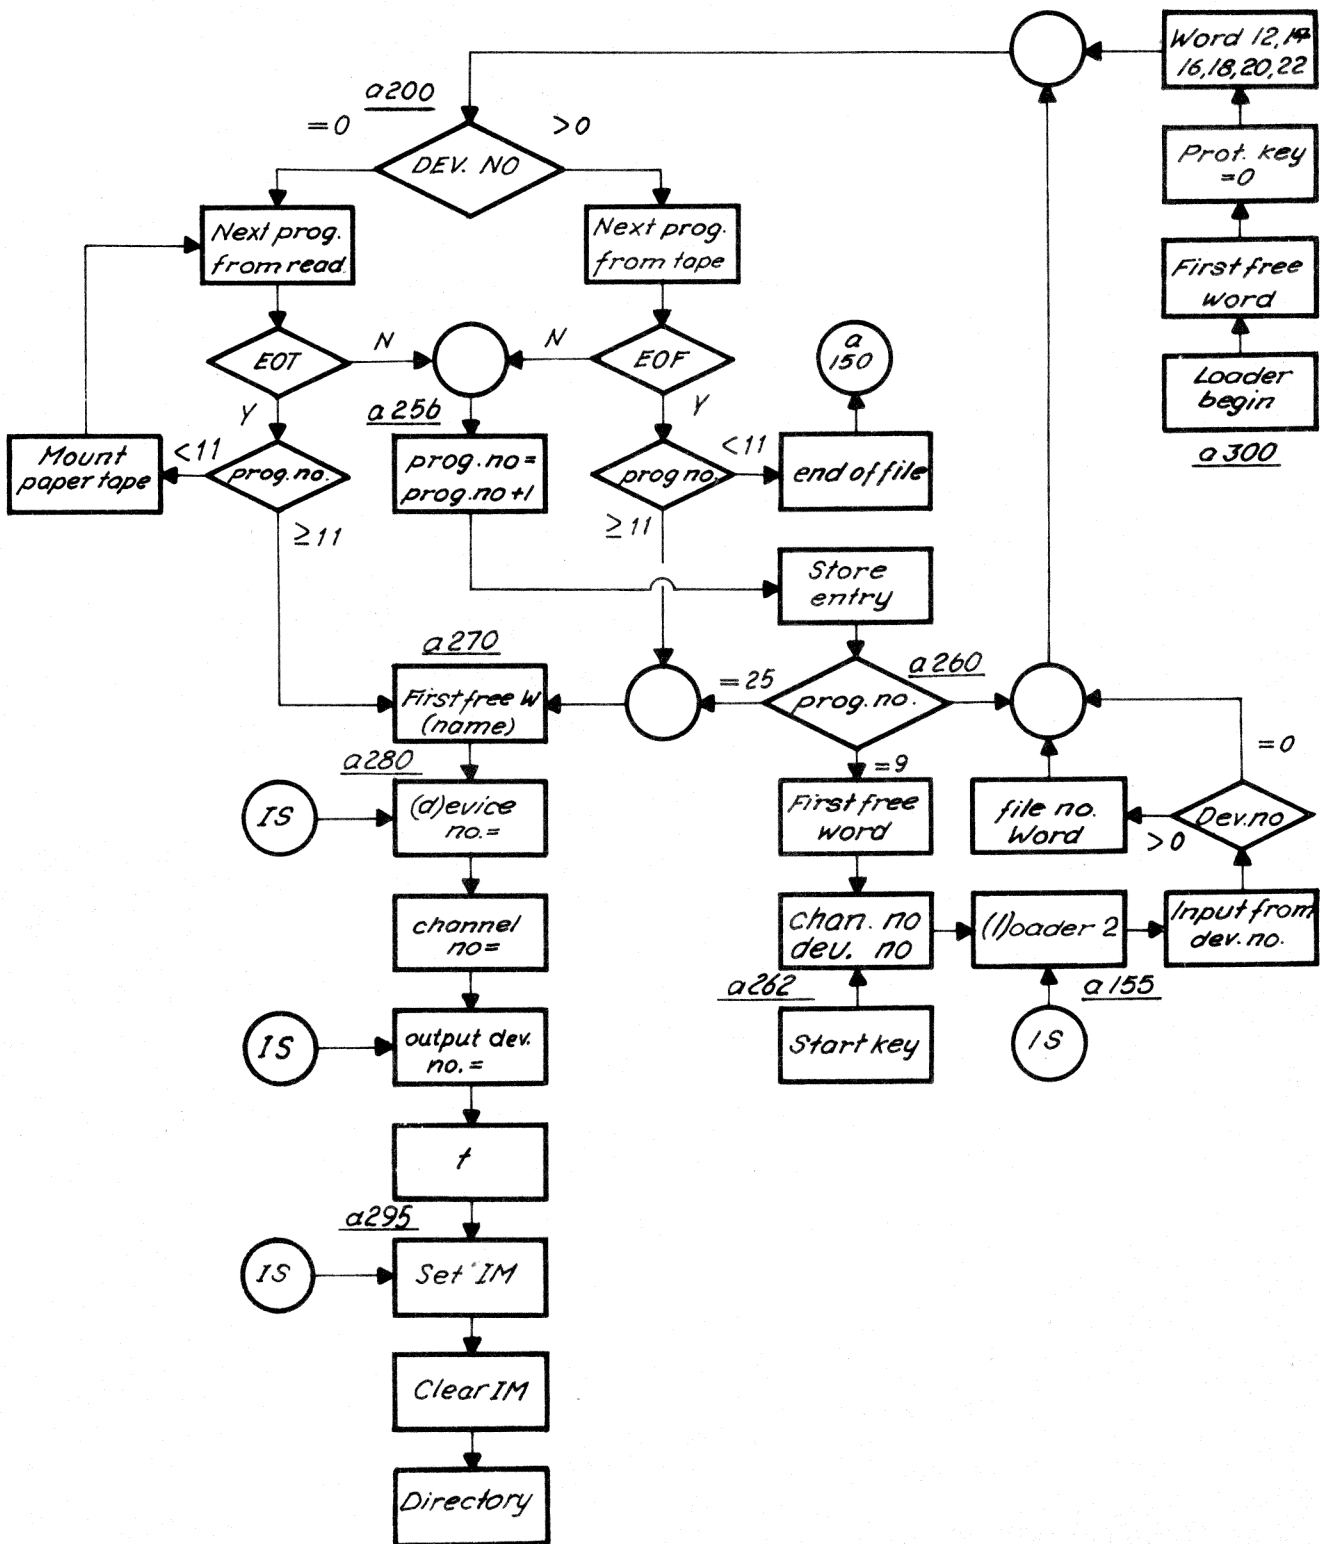 Word 12, 14
16,18,20,22
a200
=0
>0
DEV. NO
Prot. key
=0
Next prog.
from read.
Next prog.
from tape
First free
word
EOT
N
N
EOF
a
150
Loader
begin
a300
Y
a256
Y
Mount
paper tape
<11
prog.no.
prog.no=
prog.no+1
prog no.
<11
end of file
≥11
≥11
Store
entry
a270
First free W
(name)
=25
prog.no.
a260
=0
a280
IS
(d)evice
no.=
=9
First free
word
file no.
Word
>0
Dev.no
channel
no=
chan. no
dev. no
(l)oader 2
Input from
dev. no.
a262
a155
IS
output dev.
no.=
Start key
IS
t
a295
IS
Set IM
Clear IM
Directory